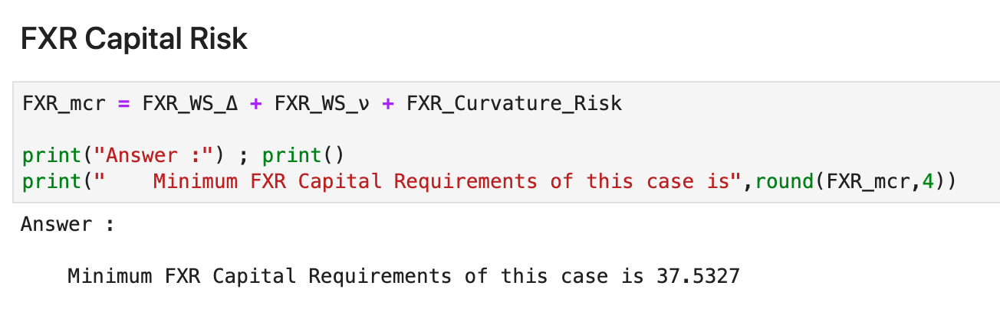 FXR Capital Risk
FXR_mcr = FXR_WS_Δ + FXR_WS_ν + FXR_Curvature_Risk
print("Answer :") ; print()
print("    Minimum FXR Capital Requirements of this case is",round(FXR_mcr,4))
Answer :
    Minimum FXR Capital Requirements of this case is 37.5327